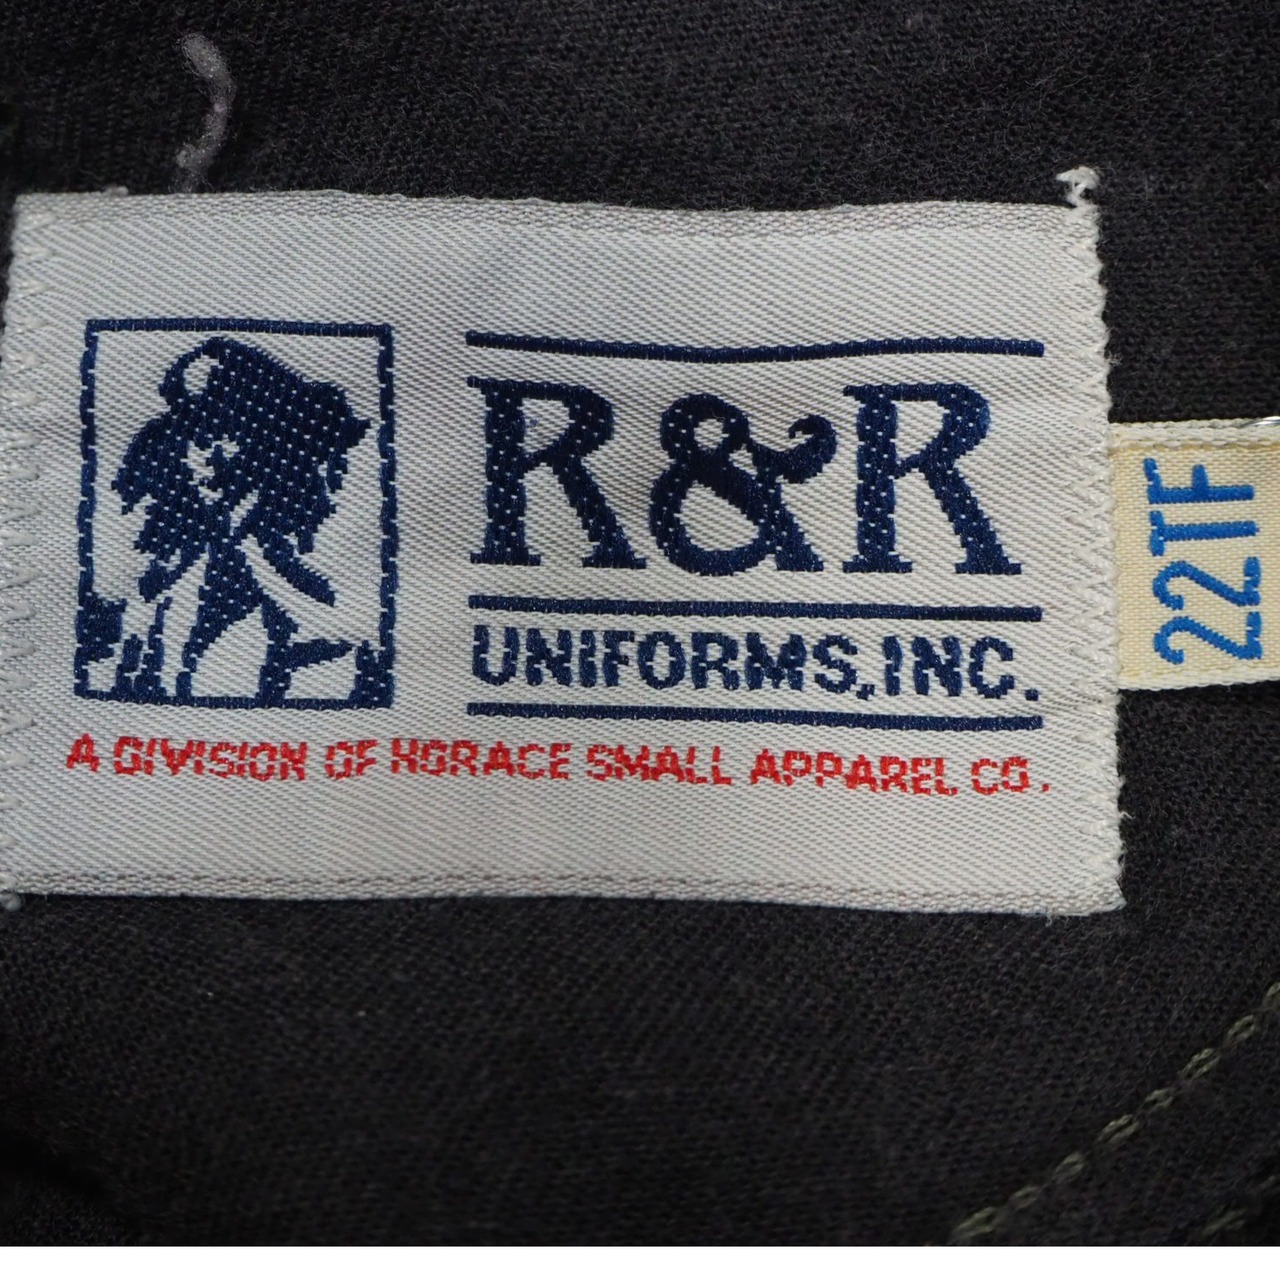 R&R
UNIFORMS, INC.
A DIVISION OF HORACE SMALL APPAREL CO.
22TF